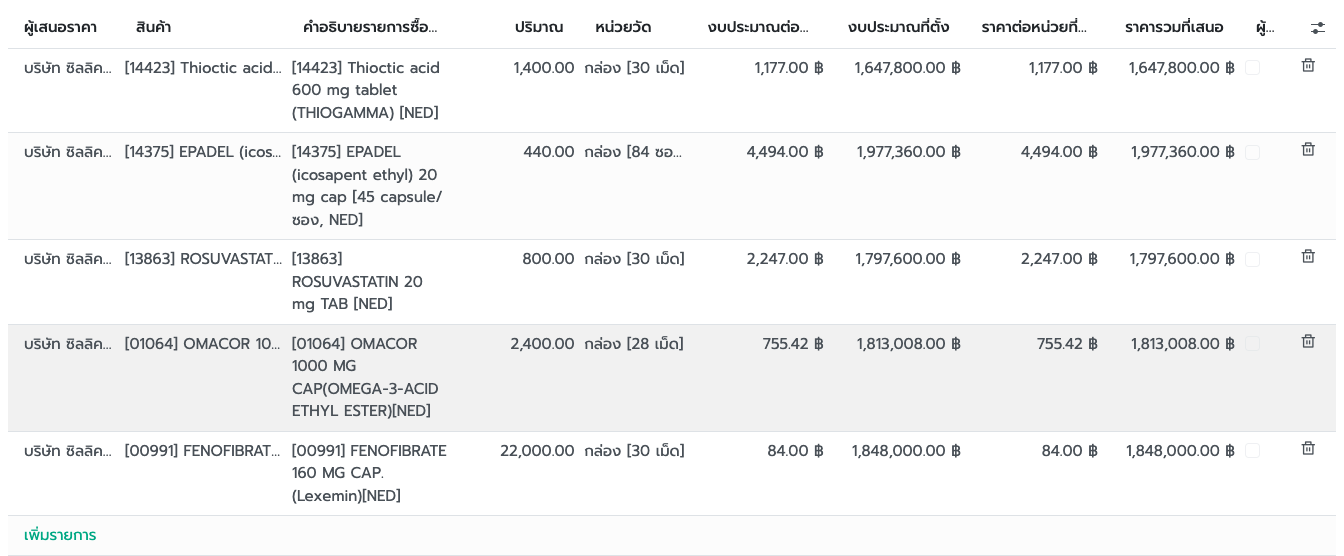 ผู้เสนอราคา สินค้า คำอธิบายรายการซื้อ... ปริมาณ หน่วยวัด งบประมาณต่อ... งบประมาณที่ตั้ง ราคาต่อหน่วยที่... ราคารวมที่เสนอ ผู้...
บริษัท ซิลลิค... [14423] Thioctic acid... [14423] Thioctic acid 1,400.00 กล่อง [30 เม็ด] 1,177.00 ฿ 1,647,800.00 ฿ 1,177.00 ฿ 1,647,800.00 ฿
600 mg tablet
(THIOGAMMA) [NED]
บริษัท ซิลลิค... [14375] EPADEL (icos... [14375] EPADEL 440.00 กล่อง [84 ซอ... 4,494.00 ฿ 1,977,360.00 ฿ 4,494.00 ฿ 1,977,360.00 ฿
(icosapent ethyl) 20
mg cap [45 capsule/
ซอง, NED]
บริษัท ซิลลิค... [13863] ROSUVASTAT... [13863] 800.00 กล่อง [30 เม็ด] 2,247.00 ฿ 1,797,600.00 ฿ 2,247.00 ฿ 1,797,600.00 ฿
ROSUVASTATIN 20
mg TAB [NED]
บริษัท ซิลลิค... [01064] OMACOR 10... [01064] OMACOR 2,400.00 กล่อง [28 เม็ด] 755.42 ฿ 1,813,008.00 ฿ 755.42 ฿ 1,813,008.00 ฿
1000 MG
CAP(OMEGA-3-ACID
ETHYL ESTER)[NED]
บริษัท ซิลลิค... [00991] FENOFIBRAT... [00991] FENOFIBRATE 22,000.00 กล่อง [30 เม็ด] 84.00 ฿ 1,848,000.00 ฿ 84.00 ฿ 1,848,000.00 ฿
160 MG CAP.
(Lexemin)[NED]
เพิ่มรายการ